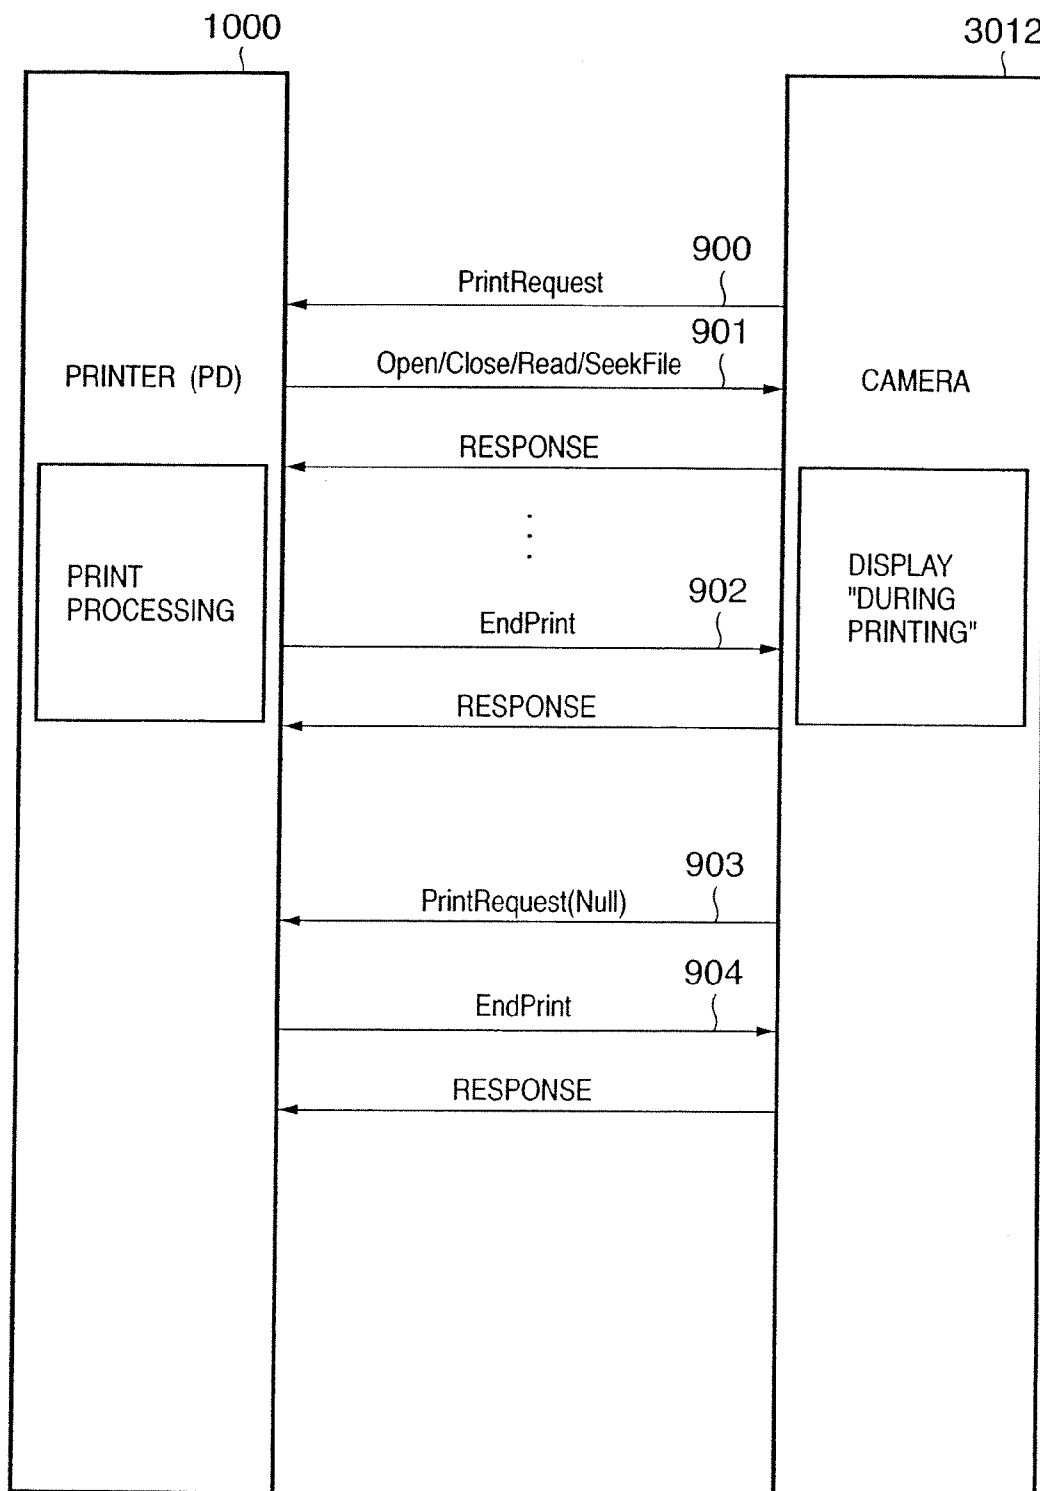 1000
3012
900
PrintRequest
901
Open/Close/Read/SeekFile
PRINTER (PD)
CAMERA
RESPONSE
PRINT
PROCESSING
DISPLAY
"DURING
PRINTING"
902
EndPrint
RESPONSE
903
PrintRequest(Null)
904
EndPrint
RESPONSE